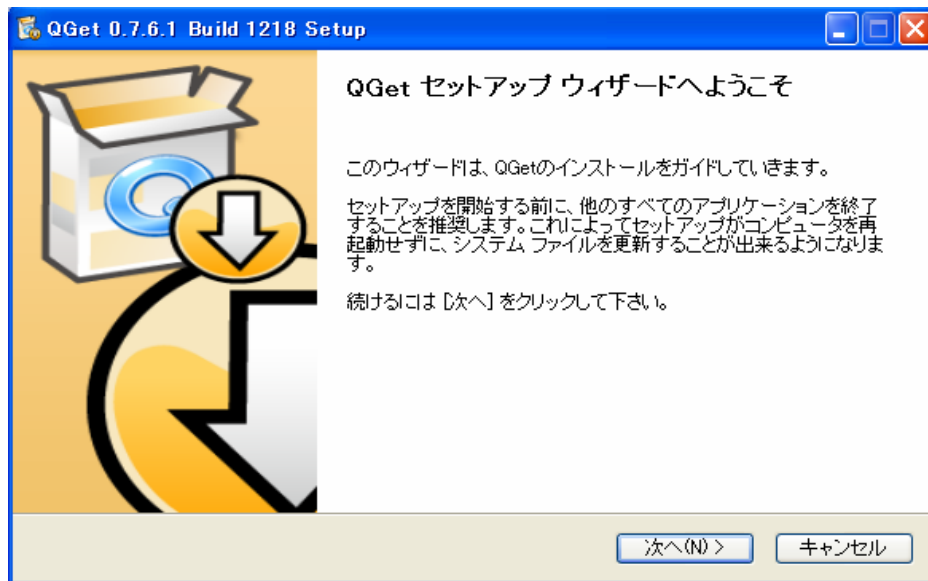 QGet 0.7.6.1 Build 1218 Setup
QGet セットアップ ウィザードへようこそ
このウィザードは、QGetのインストールをガイドしていきます。
セットアップを開始する前に、他のすべてのアプリケーションを終了
することを推奨します。これによってセットアップがコンピュータを再
起動せずに、システム ファイルを更新することが出来るようになりま
す。
続けるには [次へ] をクリックして下さい。
次へ(N) >
キャンセル